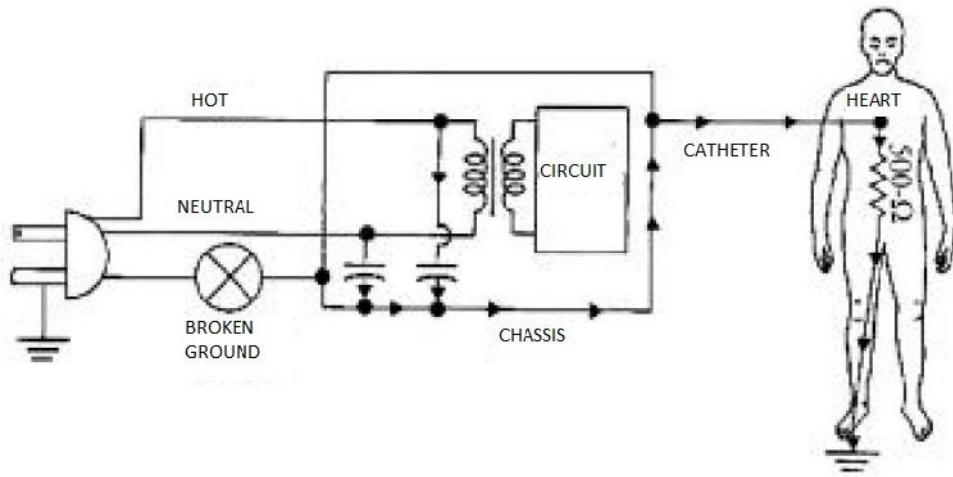 HOT
HEART
CATHETER
CIRCUIT
500-Ω
NEUTRAL
BROKEN
GROUND
CHASSIS